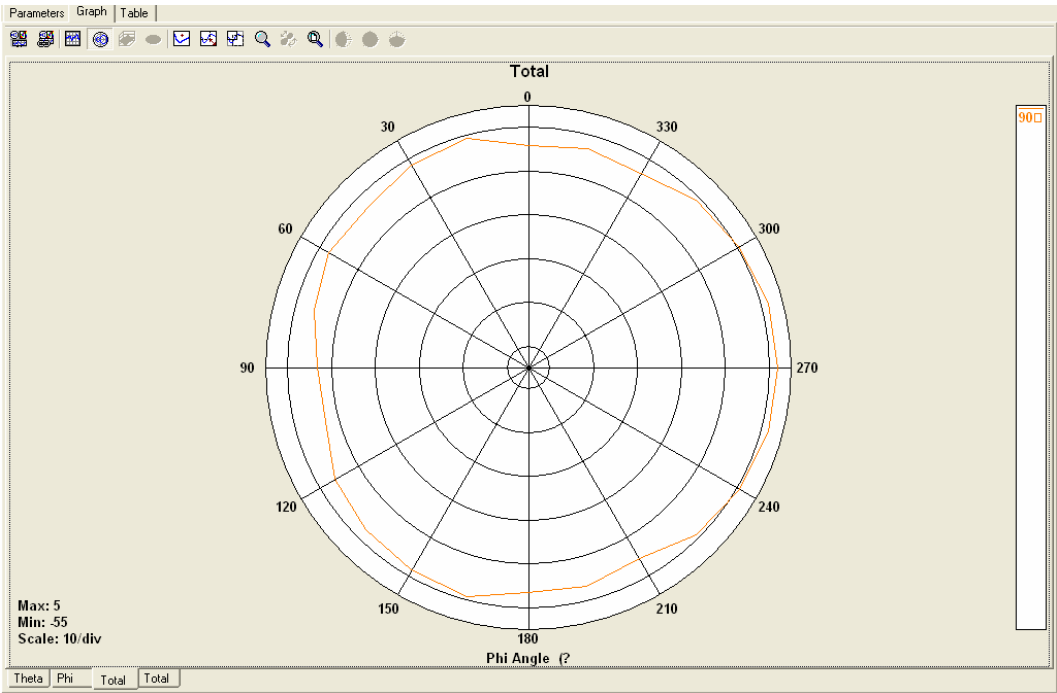 Parameters Graph Table
Total
0
30 330
90□
60 300
90 270
120 240
150 210
Max: 5
Min: -55
Scale: 10/div
180
Phi Angle (?
Theta Phi Total Total